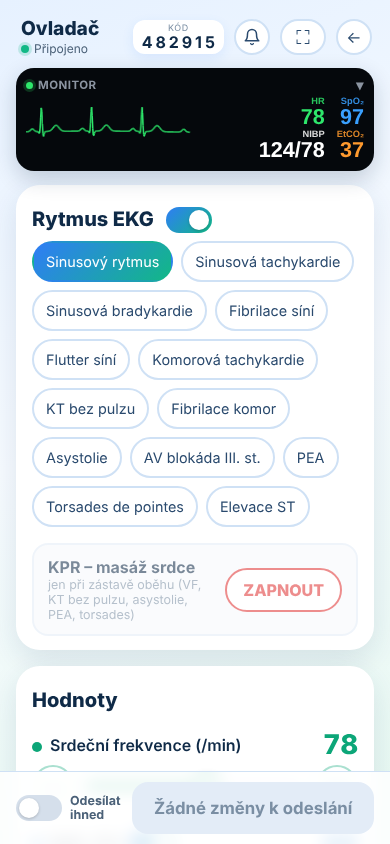 Ovladač
Připojeno
KÓD
482915
MONITOR
HR
78
SpO₂
97
NIBP
124/78
EtCO₂
37
Rytmus EKG
Sinusový rytmus
Sinusová tachykardie
Sinusová bradykardie
Fibrilace síní
Flutter síní
Komorová tachykardie
KT bez pulzu
Fibrilace komor
Asystolie
AV blokáda III. st.
PEA
Torsades de pointes
Elevace ST
KPR – masáž srdce
jen při zástavě oběhu (VF,
KT bez pulzu, asystolie,
PEA, torsades)
ZAPNOUT
Hodnoty
Srdeční frekvence (/min)
78
Odesílat
ihned
Žádné změny k odeslání